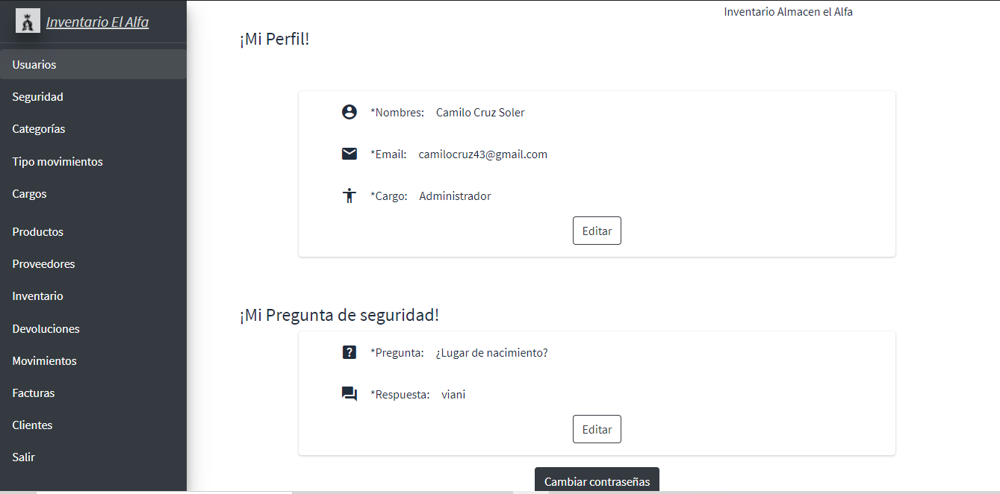 Inventario El Alfa
Usuarios
Seguridad
Categorías
Tipo movimientos
Cargos
Productos
Proveedores
Inventario
Devoluciones
Movimientos
Facturas
Clientes
Salir
Inventario Almacen el Alfa
¡Mi Perfil!
*Nombres: Camilo Cruz Soler
*Email: camilocruz43@gmail.com
*Cargo: Administrador
Editar
¡Mi Pregunta de seguridad!
*Pregunta: ¿Lugar de nacimiento?
*Respuesta: viani
Editar
Cambiar contraseñas